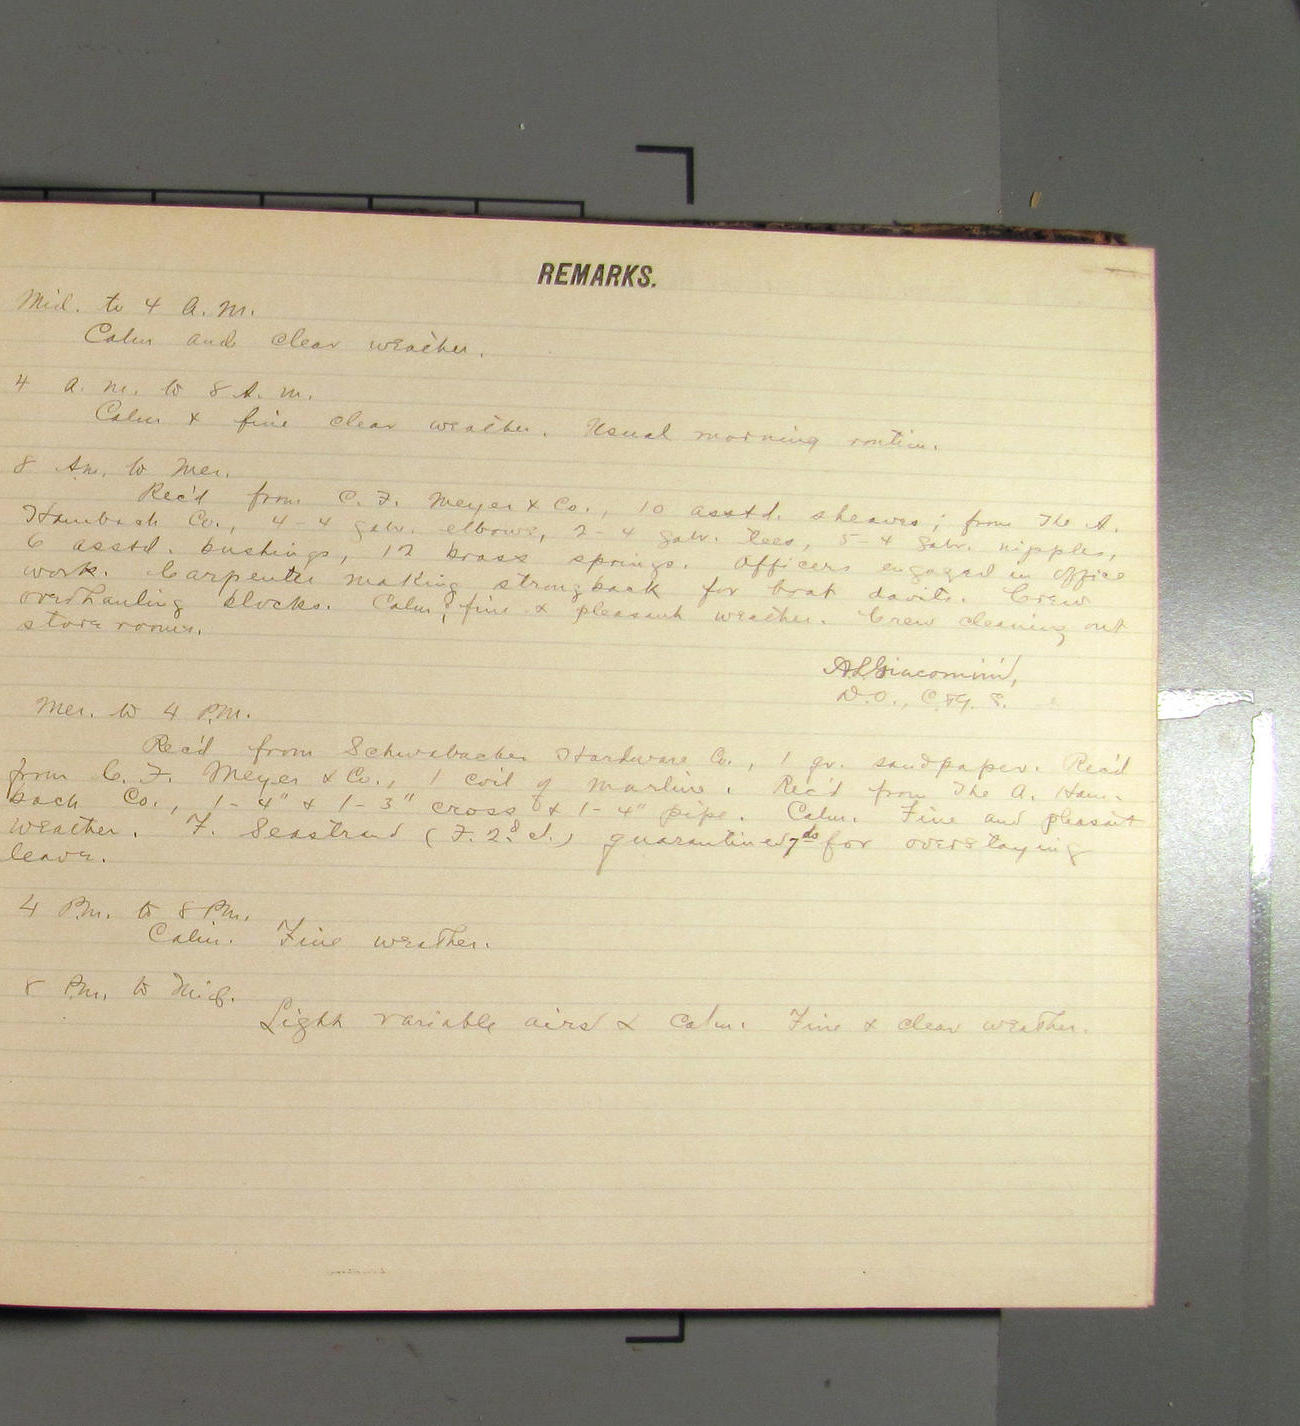 REMARKS.
Mid. to 4 A.M.
Calm and clear weather.
4 A.M. to 8 A.M.
Calm & fine clear weather. Usual morning routine.
8 A.M. to Mer.
Rec'd from C. F. Meyer & Co., 10 asstd. sheaves; from The A.
Hambach Co., 4-4 galv. elbows, 2-4 galv. tees, 5-4 galv. nipples,
6 asstd. bushings, 12 brass springs. Officers engaged in office
work. Carpenter making strongback for boat davits. Crew
overhauling blocks. Calm, fine & pleasant weather. Crew cleaning out
store rooms.
A L Giacomini,
D.O., C. & G. S.
Mer. to 4 P.M.
Rec'd from Schwabacher Hardware Co., 1 qr. sandpaper. Rec'd
from C. F. Meyer & Co., 1 coil of marline. Rec'd from The A. Ham-
bach Co., 1-4" & 1-3" cross & 1-4" pipe. Calm. Fine and pleasant
weather. F. Seastrand (F. 2d cl.) quarantined 7 ds for overstaying
leave.
4 P.M. to 8 P.M.
Calm. Fine weather.
8 P.M. to Mid.
Light variable airs & calm. Fine & clear weather.